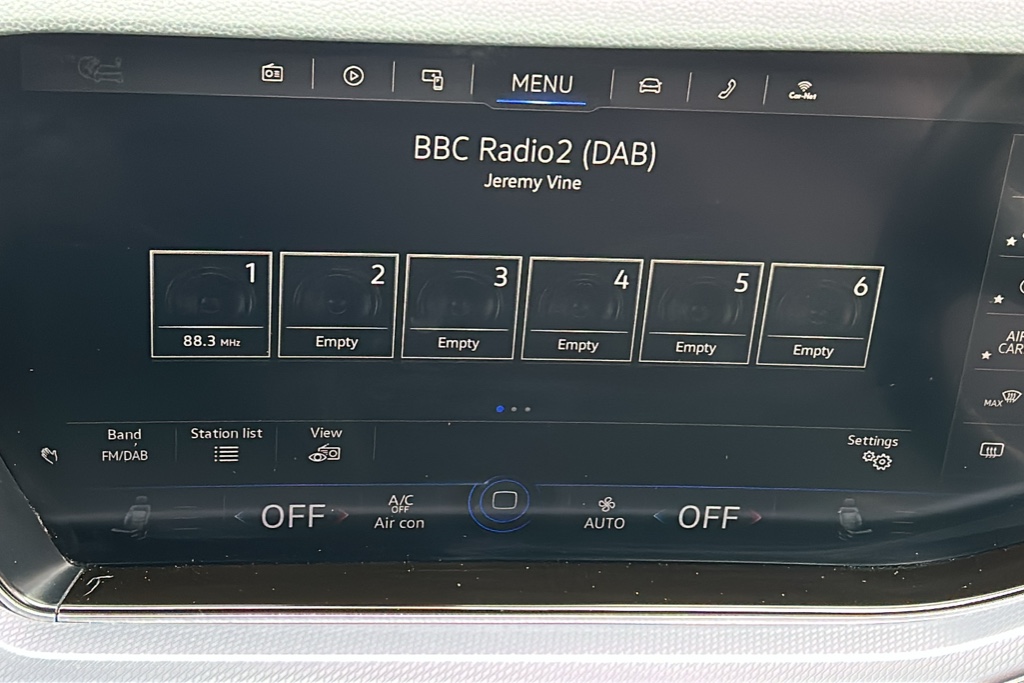 MENU
Car-Net
BBC Radio2 (DAB)
Jeremy Vine
1
2
3
4
5
6
88.3 MHz
Empty
Empty
Empty
Empty
Empty
AIR
CAR
MAX
Band
FM/DAB
Station list
View
Settings
OFF
A/C
OFF
Air con
AUTO
OFF